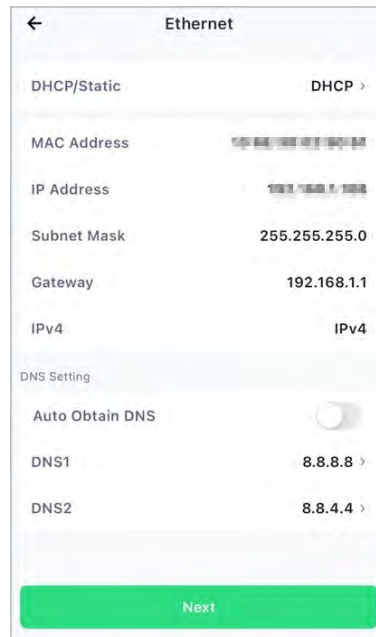 Ethernet
DHCP/Static DHCP >
MAC Address
IP Address
Subnet Mask 255.255.255.0
Gateway 192.168.1.1
IPv4 IPv4
DNS Setting
Auto Obtain DNS
DNS1 8.8.8.8 >
DNS2 8.8.4.4 >
Next